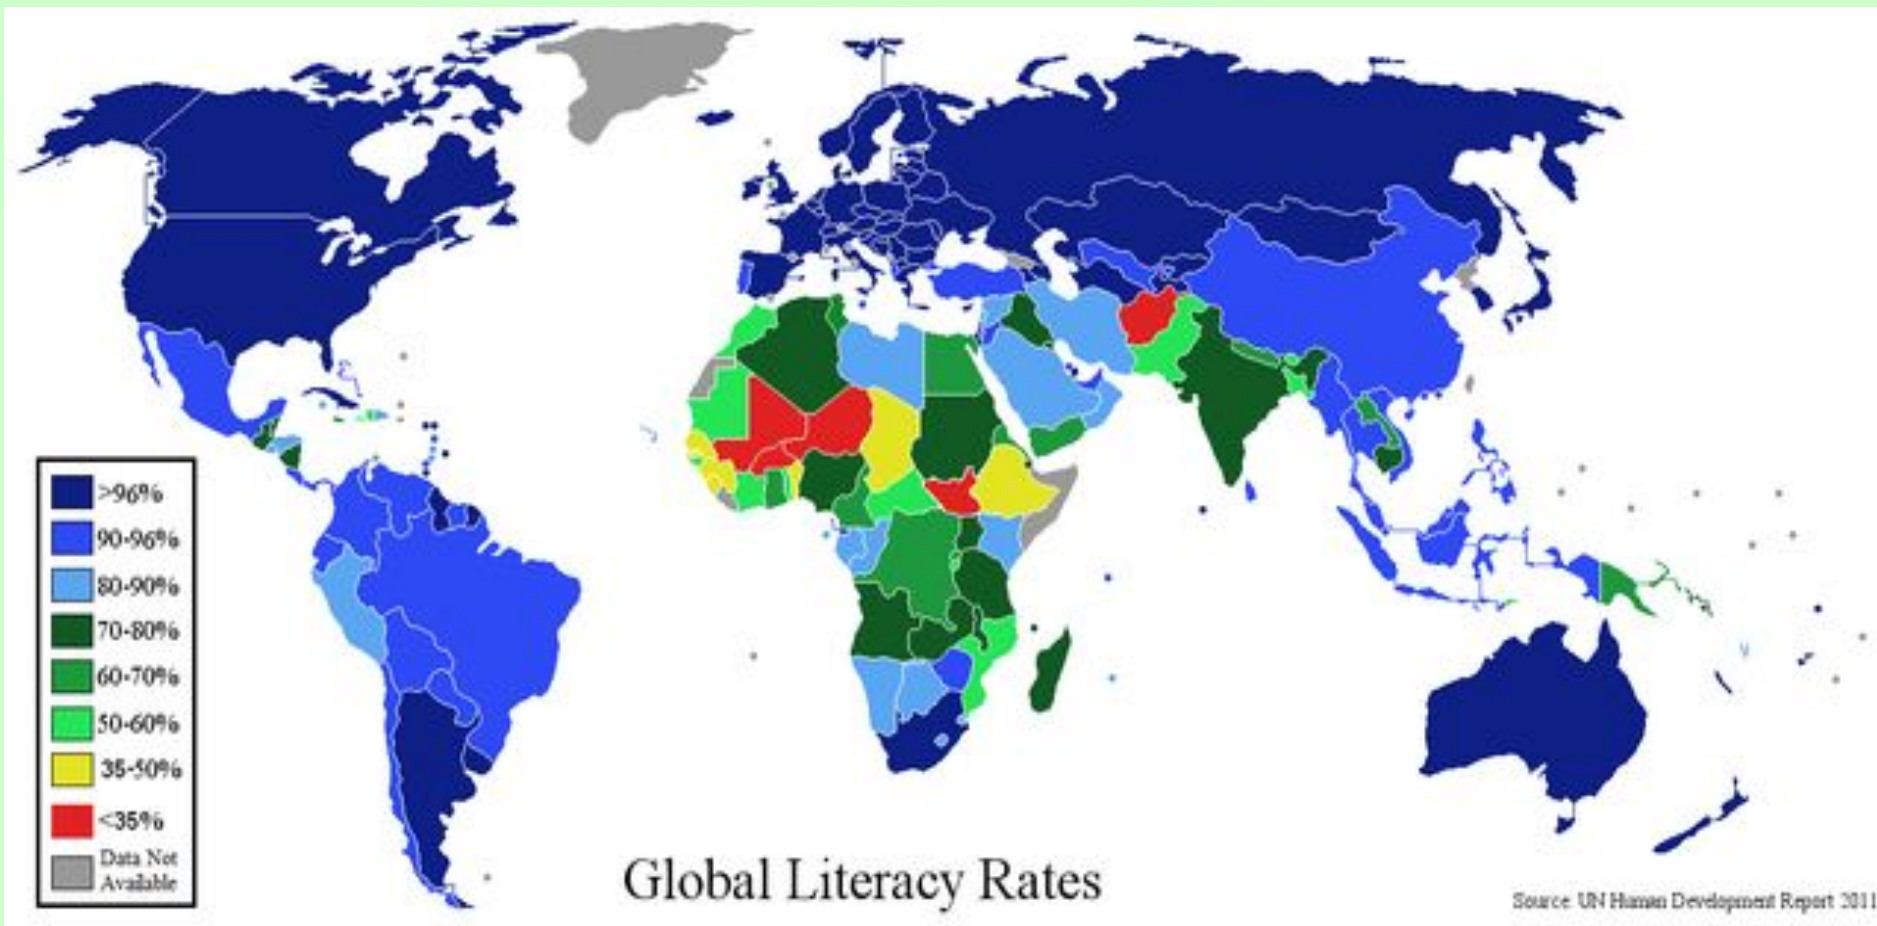 >96%
90-96%
80-90%
70-80%
60-70%
50-60%
35-50%
<35%
Data Not
Available
Global Literacy Rates
Source: UN Human Development Report 2011